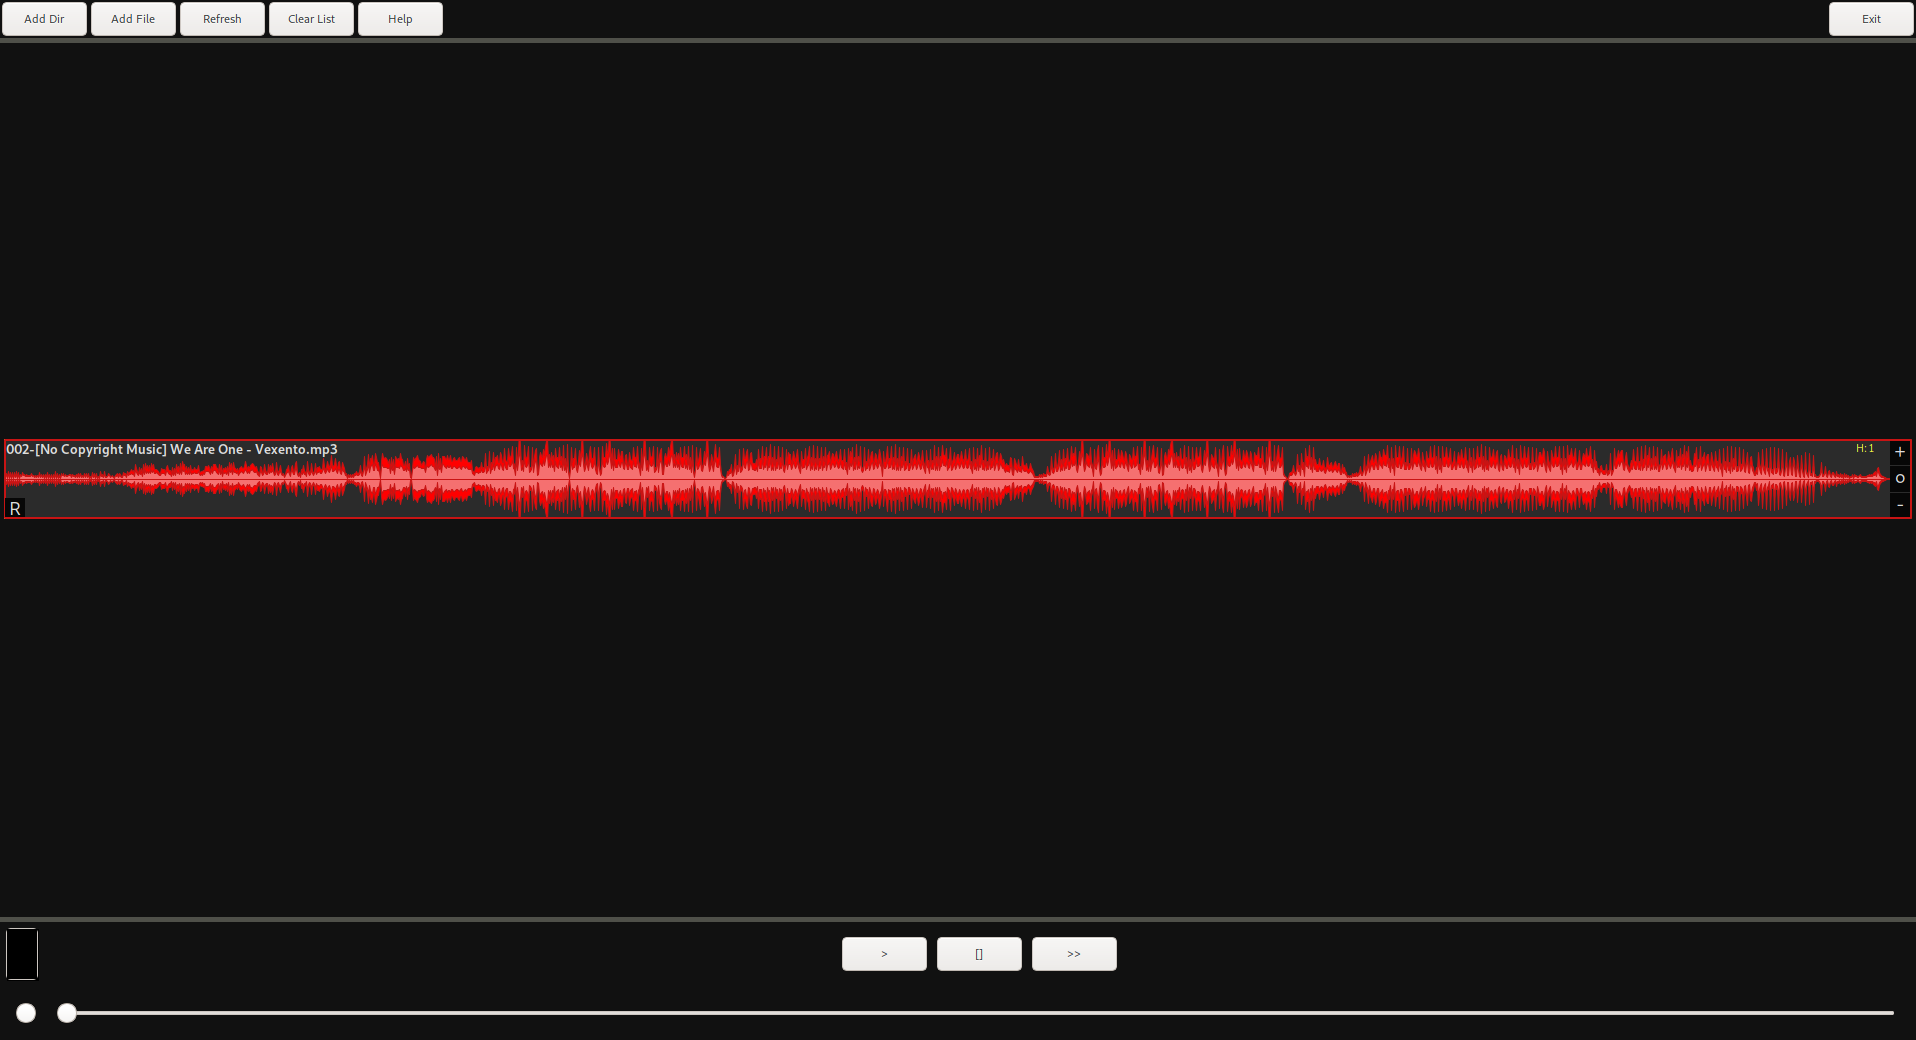 Add Dir Add File Refresh Clear List Help Exit
002-[No Copyright Music] We Are One - Vexento.mp3 H:1 +
O
R -
> [] >>